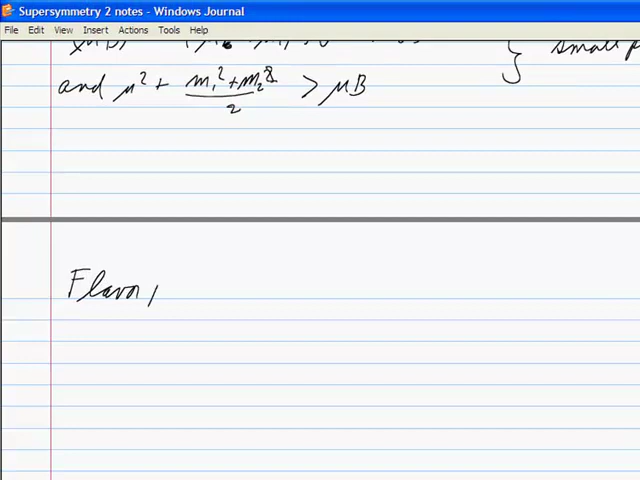 Supersymmetry 2 notes - Windows Journal
File Edit View Insert Actions Tools Help
small
and μ² + (m₁² + m₂²)/2 > μB
Flavor